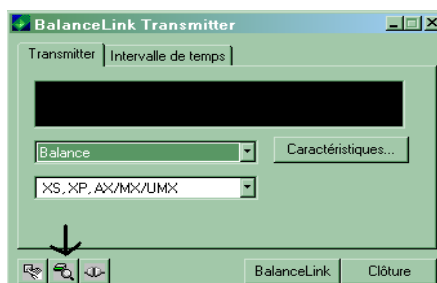 BalanceLink Transmitter
Transmitter
Intervalle de temps
Balance
Caractéristiques...
XS, XP, AX/MX/UMX
BalanceLink
Clôture